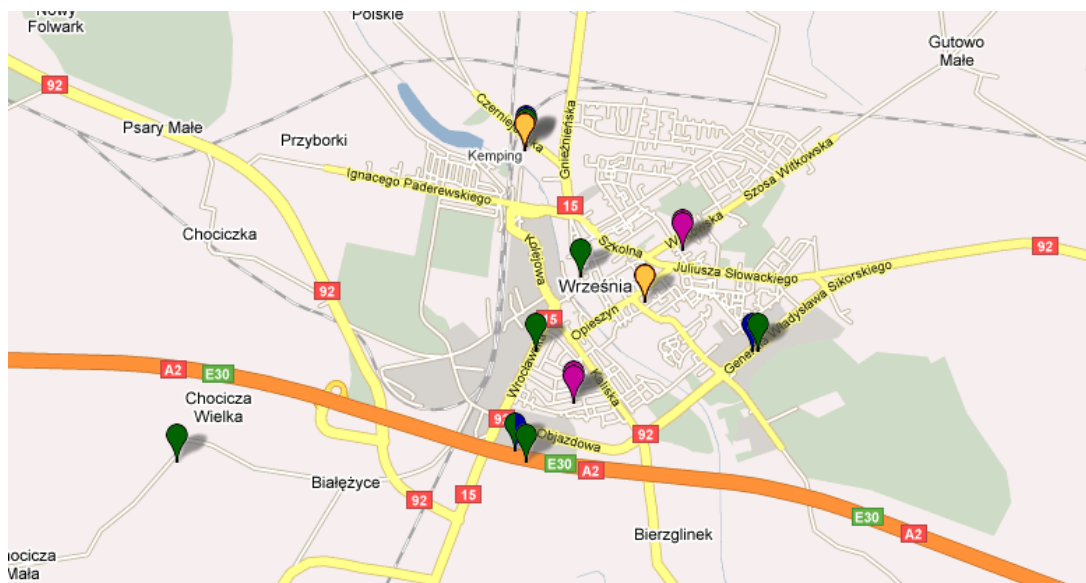 Nowy
Folwark
Polskie
Gutowo
Małe
92
Psary Małe
Przyborki
Kemping
Gnieźnieńska
Ignacego Paderewskiego
Szosa Witkowska
15
Chociczka
Kolejowa
Szkolna
92
Juliusza Słowackiego
Września
92
Generała Władysława Sikorskiego
15
Opieszyn
Wrocławska
Kaliska
A2
E30
Chocicza
Wielka
92
Objazdowa
92
E30
A2
Białężyce
92
15
Bierzglinek
E30
A2
Mała